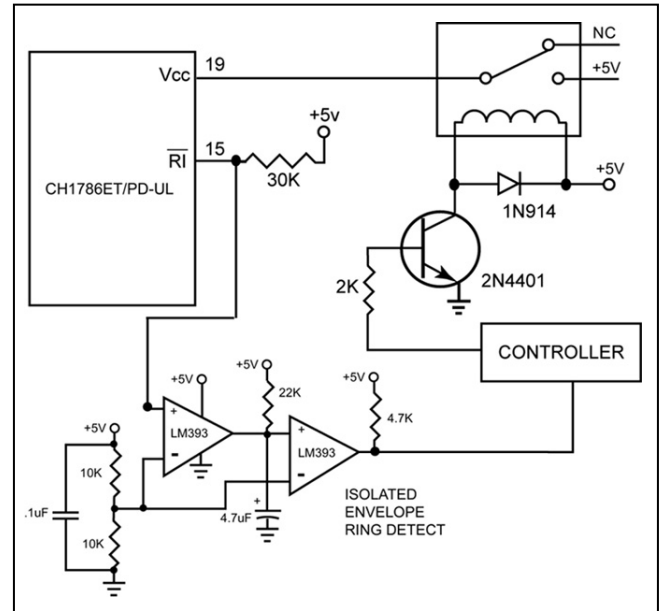 NC
Vcc
19
+5V
+5v
RI
15
30K
CH1786ET/PD-UL
+5V
1N914
2N4401
2K
CONTROLLER
+5V
+5V
22K
+5V
4.7K
+5V
+
LM393
-
+
LM393
-
10K
.1uF
10K
+
4.7uF
ISOLATED
ENVELOPE
RING DETECT